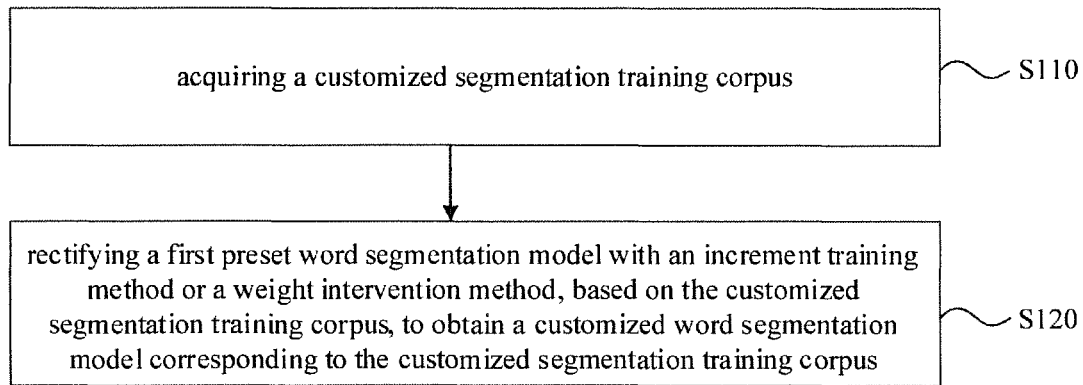 acquiring a customized segmentation training corpus
S110
rectifying a first preset word segmentation model with an increment training
method or a weight intervention method, based on the customized
segmentation training corpus, to obtain a customized word segmentation
model corresponding to the customized segmentation training corpus
S120